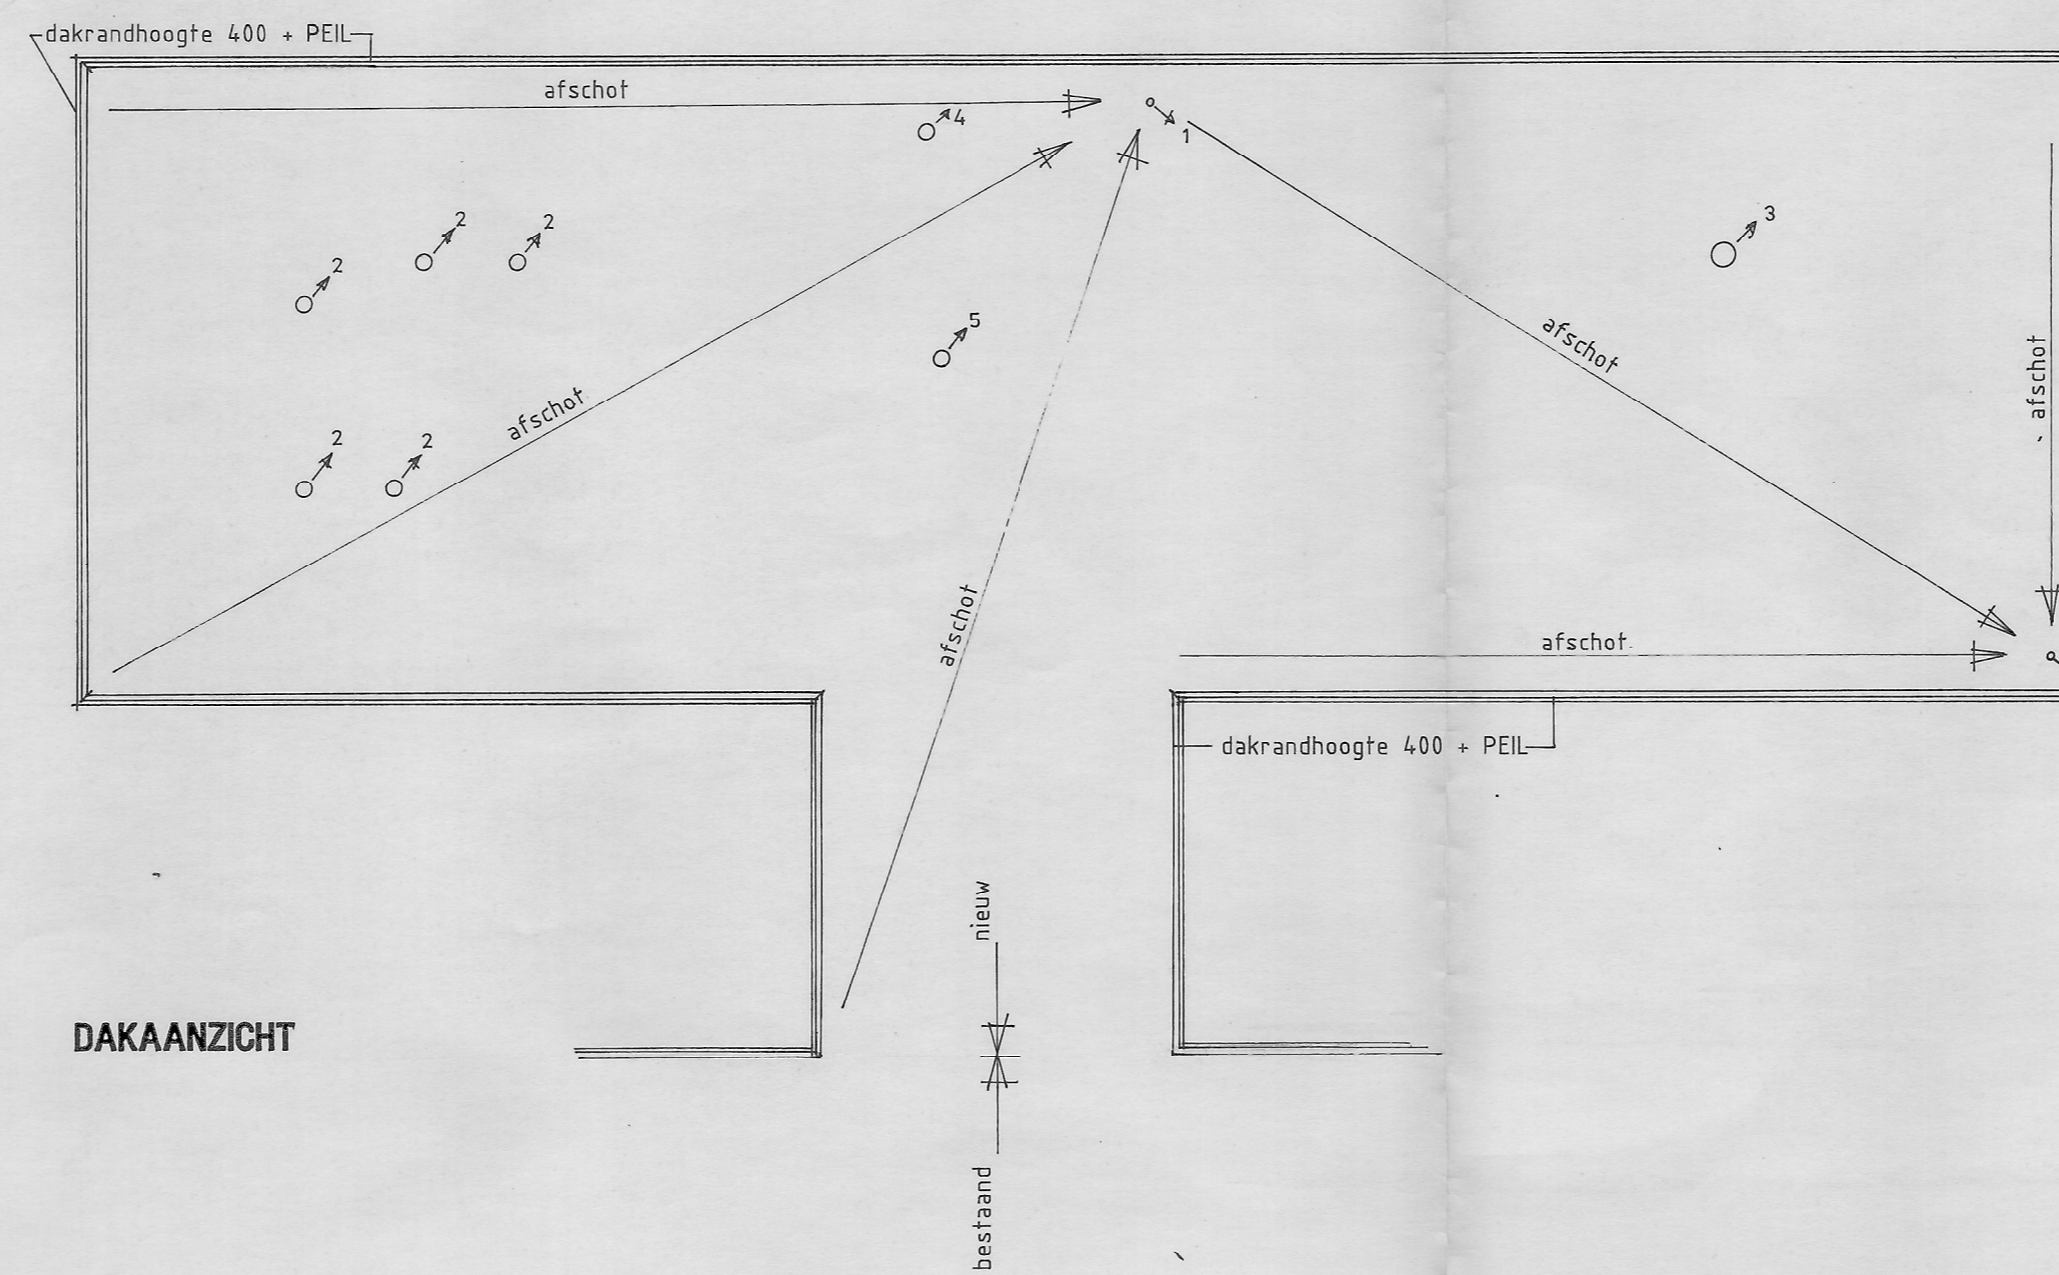 dakrandhoogte 400 + PEIL
afschot
4
1
2
2
2
3
5
afschot
afschot
afschot
2
2
afschot
afschot
dakrandhoogte 400 + PEIL
nieuw
DAKAANZICHT
bestaand